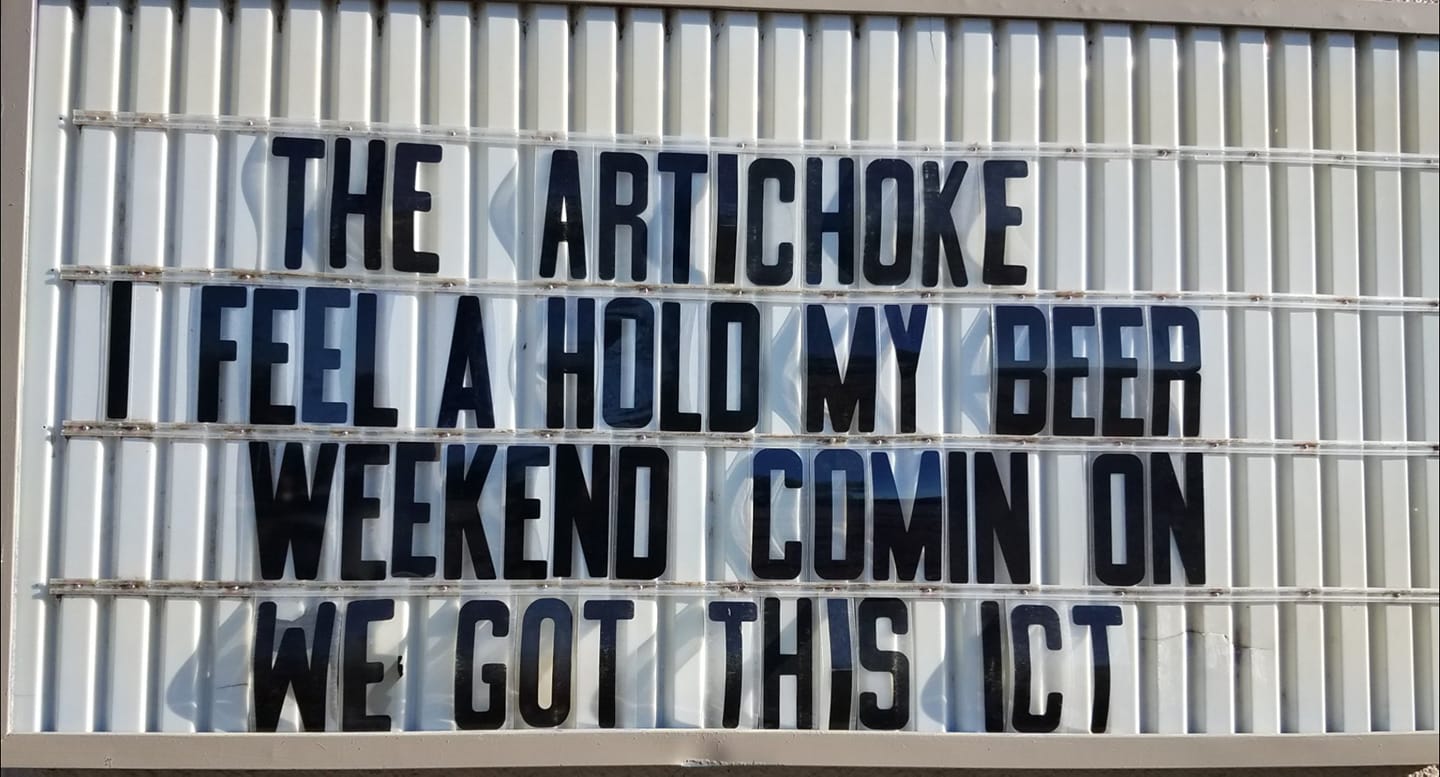 THE ARTICHOKE
I FEEL A HOLD MY BEER
WEEKEND COMIN ON
WE GOT THIS ICT